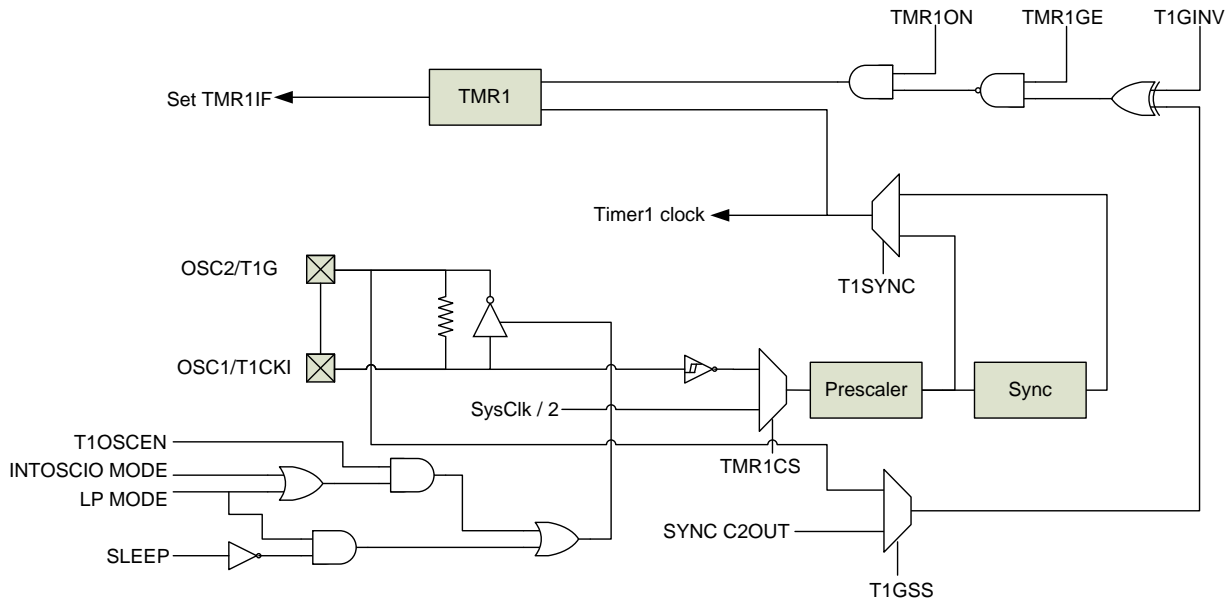 TMR1ON
TMR1GE
T1GINV
Set TMR1IF
TMR1
Timer1 clock
OSC2/T1G
T1SYNC
OSC1/T1CKI
SysClk / 2
Prescaler
Sync
T1OSCEN
INTOSCIO MODE
LP MODE
TMR1CS
SYNC C2OUT
SLEEP
T1GSS